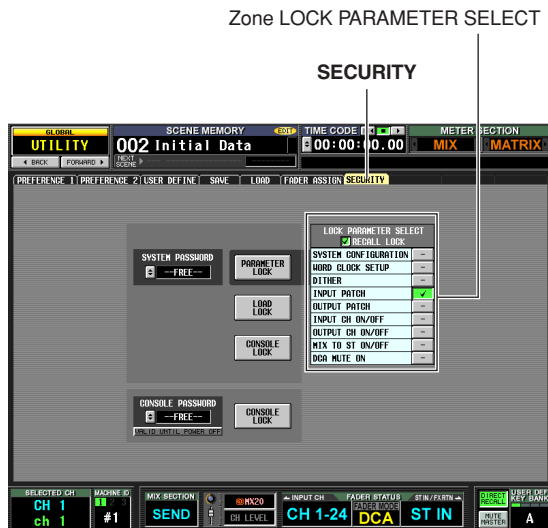 Zone LOCK PARAMETER SELECT
SECURITY
GLOBAL
UTILITY
BACK FORWARD
SCENE MEMORY EDIT
002 Initial Data
NEXT SCENE
TIME CODE
00:00:00.00
METER SECTION
MIX MATRIX
PREFERENCE 1 PREFERENCE 2 USER DEFINE SAVE LOAD FADER ASSIGN SECURITY
SYSTEM PASSWORD
--FREE--
PARAMETER LOCK
LOAD LOCK
CONSOLE LOCK
LOCK PARAMETER SELECT
RECALL LOCK
SYSTEM CONFIGURATION
WORD CLOCK SETUP
DITHER
INPUT PATCH
OUTPUT PATCH
INPUT CH ON/OFF
OUTPUT CH ON/OFF
MIX TO ST ON/OFF
DCA MUTE ON
CONSOLE PASSWORD
--FREE--
VALID UNTIL POWER OFF
CONSOLE LOCK
SELECTED CH
CH 1
ch 1
MACHINE ID
1 2 3
#1
MIX SECTION
SEND
MX20
CH LEVEL
INPUT CH FADER STATUS ST IN/FXRTN
CH 1-24
FADER MODE
DCA
ST IN
DIRECT RECALL
MUTE MASTER
USER DEF
KEY BANK
A